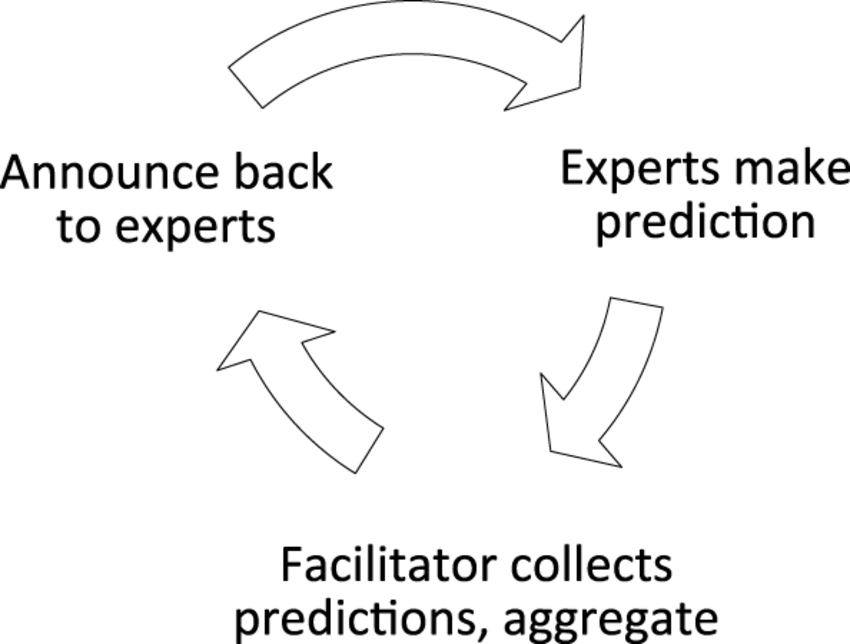 Announce back
to experts
Experts make
prediction
Facilitator collects
predictions, aggregate